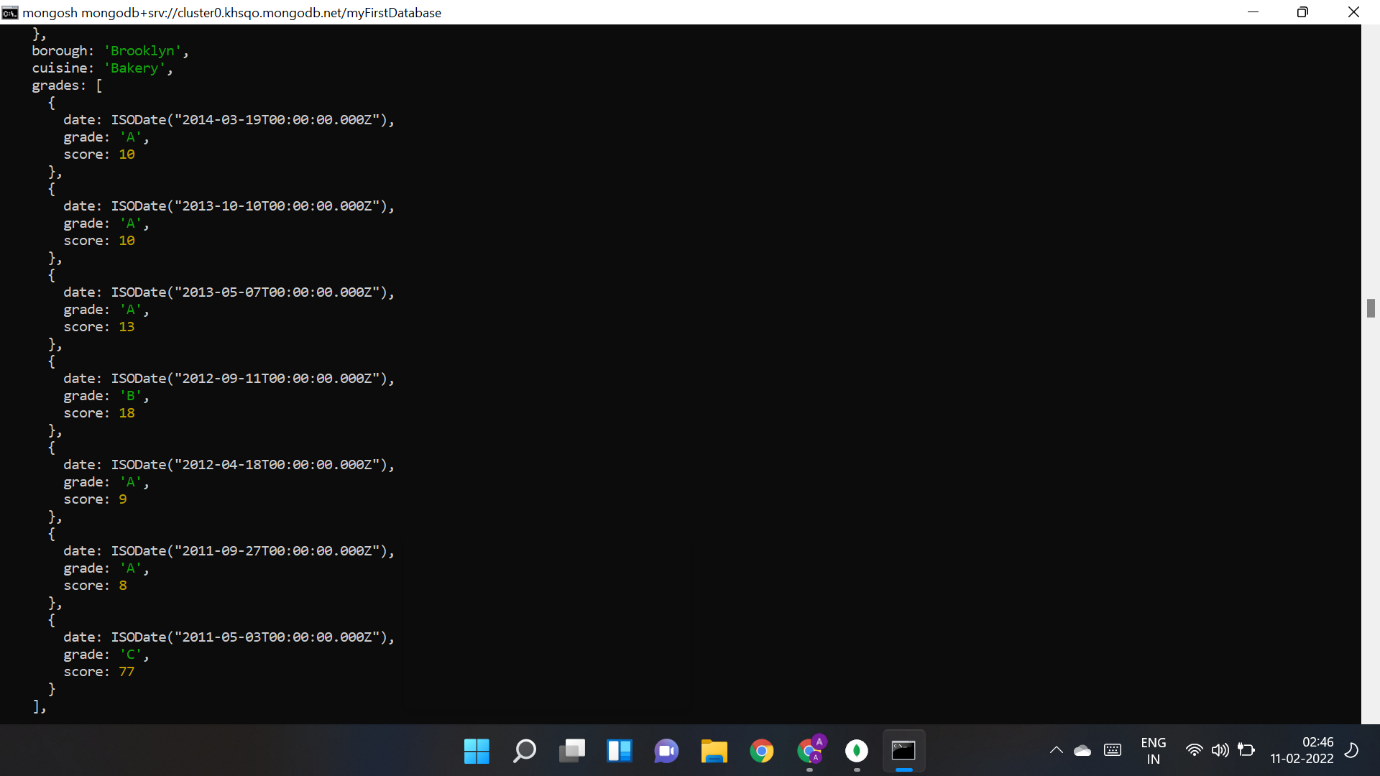 mongosh mongodb+srv://cluster0.khsqo.mongodb.net/myFirstDatabase
},
borough: 'Brooklyn',
cuisine: 'Bakery',
grades: [
{
date: ISODate("2014-03-19T00:00:00.000Z"),
grade: 'A',
score: 10
},
{
date: ISODate("2013-10-10T00:00:00.000Z"),
grade: 'A',
score: 10
},
{
date: ISODate("2013-05-07T00:00:00.000Z"),
grade: 'A',
score: 13
},
{
date: ISODate("2012-09-11T00:00:00.000Z"),
grade: 'B',
score: 18
},
{
date: ISODate("2012-04-18T00:00:00.000Z"),
grade: 'A',
score: 9
},
{
date: ISODate("2011-09-27T00:00:00.000Z"),
grade: 'A',
score: 8
},
{
date: ISODate("2011-05-03T00:00:00.000Z"),
grade: 'C',
score: 77
}
],
A
A
ENG
IN
02:46
11-02-2022